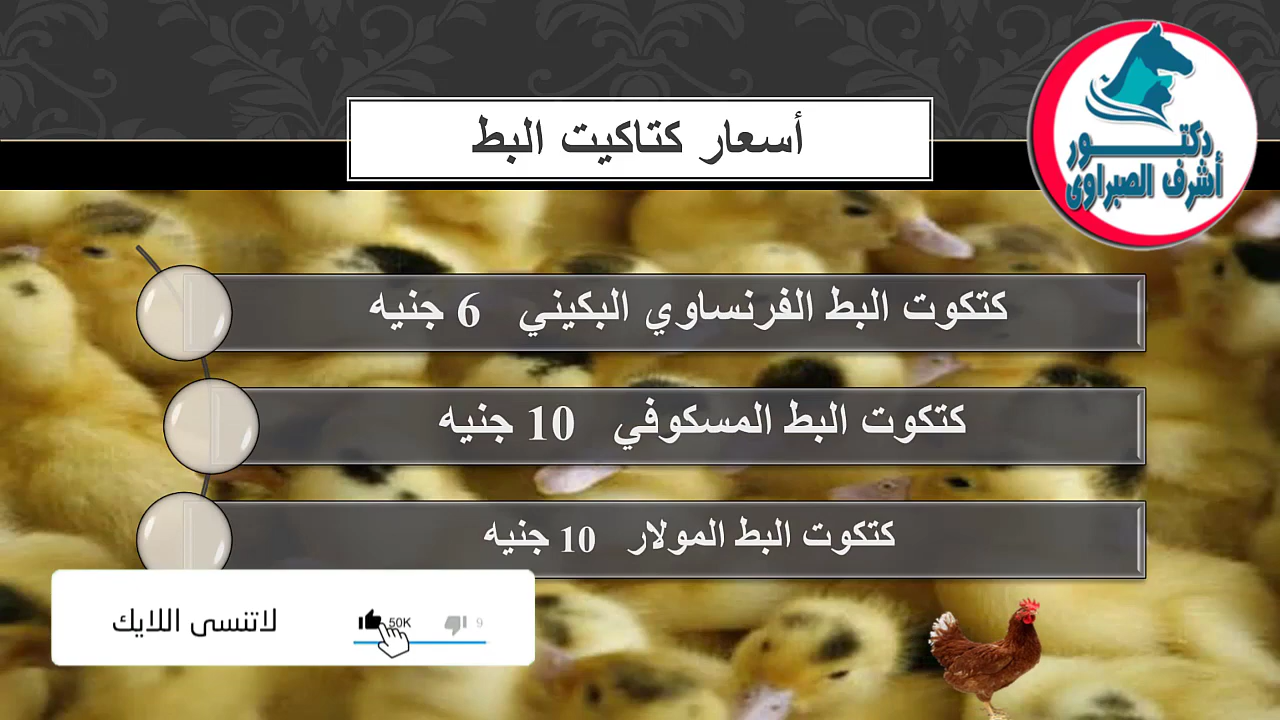 أسعار كتاكيت البط
دكتور
أشرف الصبراوى
كتكوت البط الفرنساوي البكيني 6 جنيه
كتكوت البط المسكوفي 10 جنيه
كتكوت البط المولار 10 جنيه
لاتنسى اللايك 50K 9